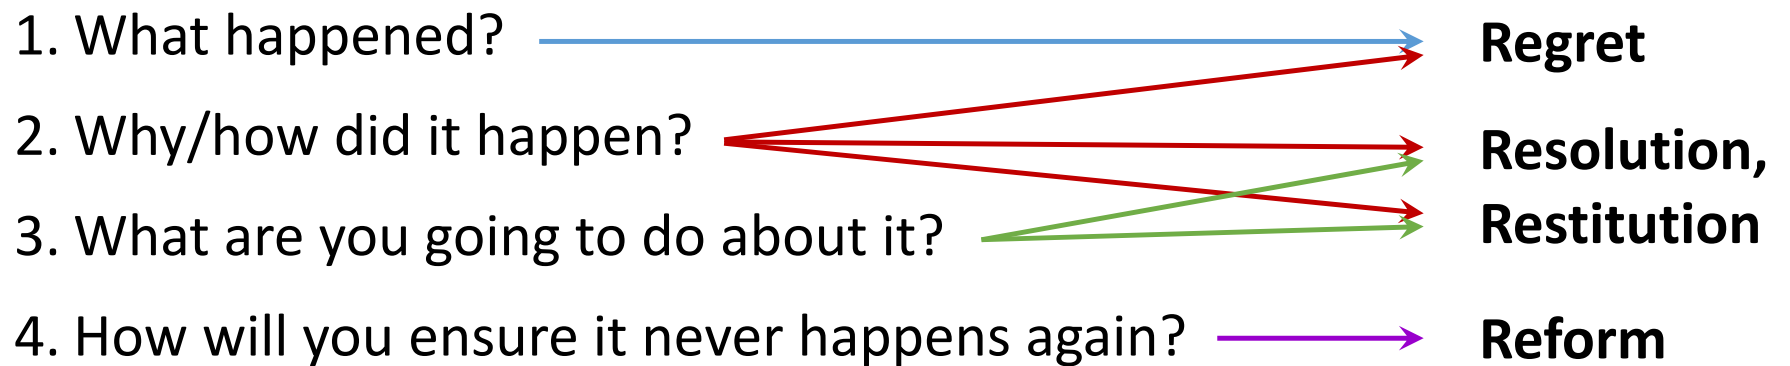 1. What happened?
Regret
2. Why/how did it happen?
Resolution,
3. What are you going to do about it?
Restitution
4. How will you ensure it never happens again?
Reform